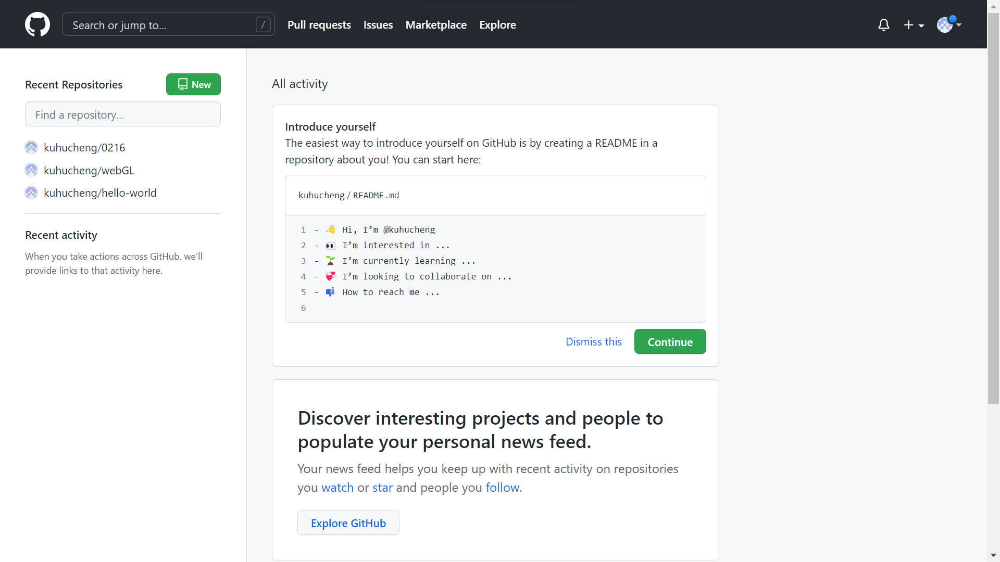 Search or jump to...
/
Pull requests
Issues
Marketplace
Explore
Recent Repositories
New
Find a repository...
kuhucheng/0216
kuhucheng/webGL
kuhucheng/hello-world
Recent activity
When you take actions across GitHub, we’ll
provide links to that activity here.
All activity
Introduce yourself
The easiest way to introduce yourself on GitHub is by creating a README in a
repository about you! You can start here:
kuhucheng/README.md
1 - 👋 Hi, I’m @kuhucheng
2 - 👀 I’m interested in ...
3 - 🌱 I’m currently learning ...
4 - 💞️ I’m looking to collaborate on ...
5 - 📫 How to reach me ...
6
Dismiss this
Continue
Discover interesting projects and people to
populate your personal news feed.
Your news feed helps you keep up with recent activity on repositories
you watch or star and people you follow.
Explore GitHub